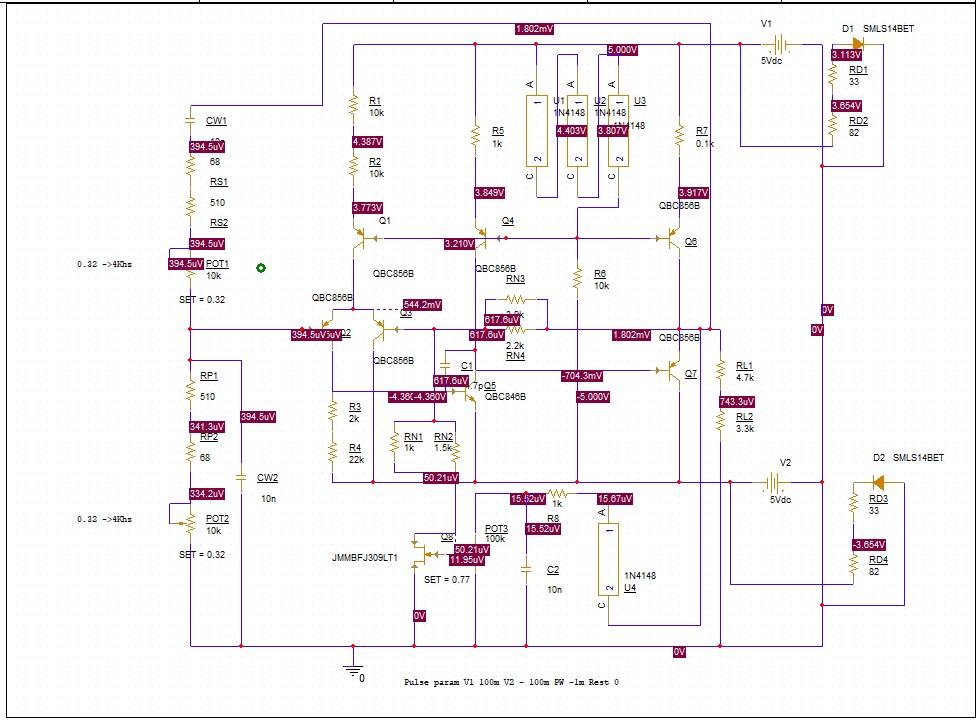 1.802mV
V1
5Vdc
D1 SMLS14BET
3.113V
RD1
33
3.654V
RD2
82
5.000V
R1
10k
4.387V
R2
10k
3.773V
R5
1k
3.849V
A
1
2
C
U1
1N4148
A
1
2
C
U2
1N4148
4.403V
A
1
2
C
U3
3.807V
R7
0.1k
3.917V
QBC856B
Q6
CW1
394.5uV
68
RS1
510
RS2
394.5uV
394.5uV
POT1
10k
SET = 0.32
0.32 ->4Khs
Q1
QBC856B
Q4
3.210V
QBC856B
R6
10k
RN3
QBC856B
544.2mV
Q3
617.6uV
394.5uV
Q2
617.6uV
2.2k
RN4
1.802mV
QBC856B
Q7
0V
0V
QBC856B
C1
617.6uV
Q5
QBC846B
-4.360V
-704.3mV
-5.000V
RL1
4.7k
743.3uV
RL2
3.3k
RP1
510
341.3uV
RP2
68
334.2uV
394.5uV
CW2
10n
R3
2k
R4
22k
RN1
1k
RN2
1.5k
50.21uV
0.32 ->4Khs
POT2
10k
SET = 0.32
V2
5Vdc
D2 SMLS14BET
RD3
33
-3.654V
RD4
82
15.52uV
1k
R8
15.67uV
15.52uV
Q8
POT3
100k
50.21uV
11.95uV
JMMBFJ309LT1
SET = 0.77
C2
10n
A
1
2
C
1N4148
U4
0V
0V
0
Pulse param V1 100m V2 - 100m PW -1m Rest 0